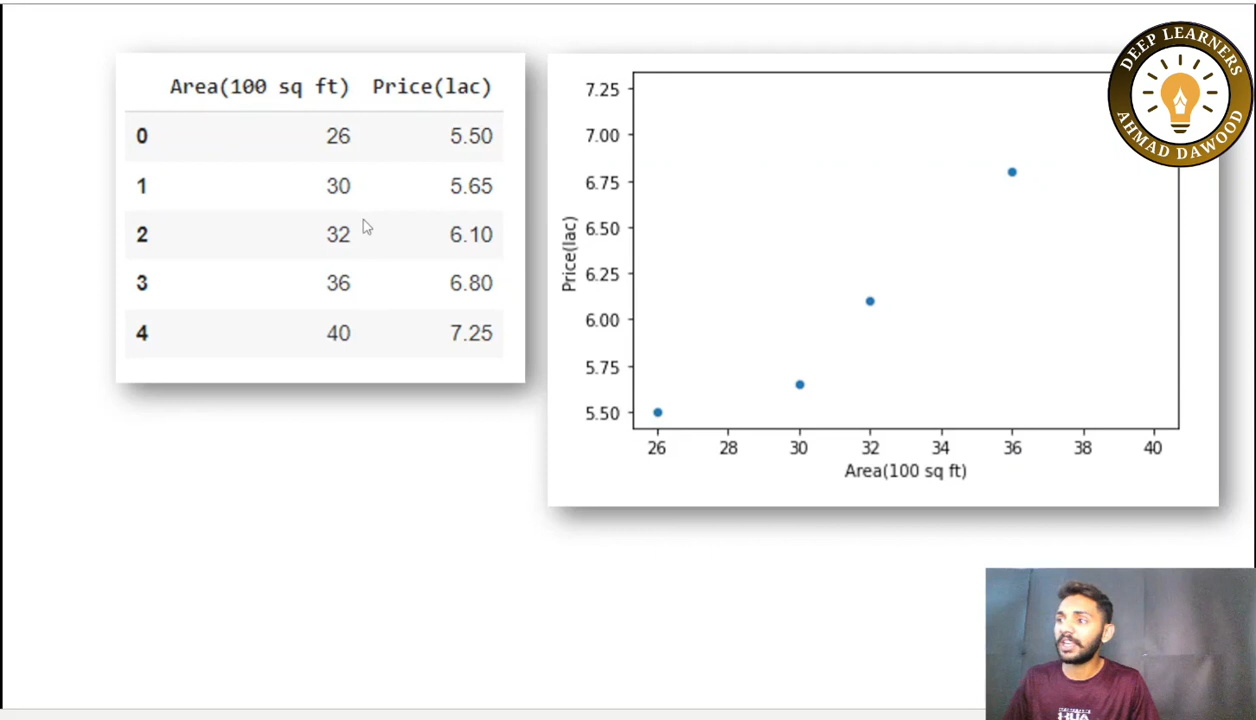 Area(100 sq ft) Price(lac)
0 26 5.50
1 30 5.65
2 32 6.10
3 36 6.80
4 40 7.25
7.25
7.00
6.75
6.50
6.25
6.00
5.75
5.50
Price(lac)
26 28 30 32 34 36 38 40
Area(100 sq ft)
DEEP LEARNERS
AHMAD DAWOOD